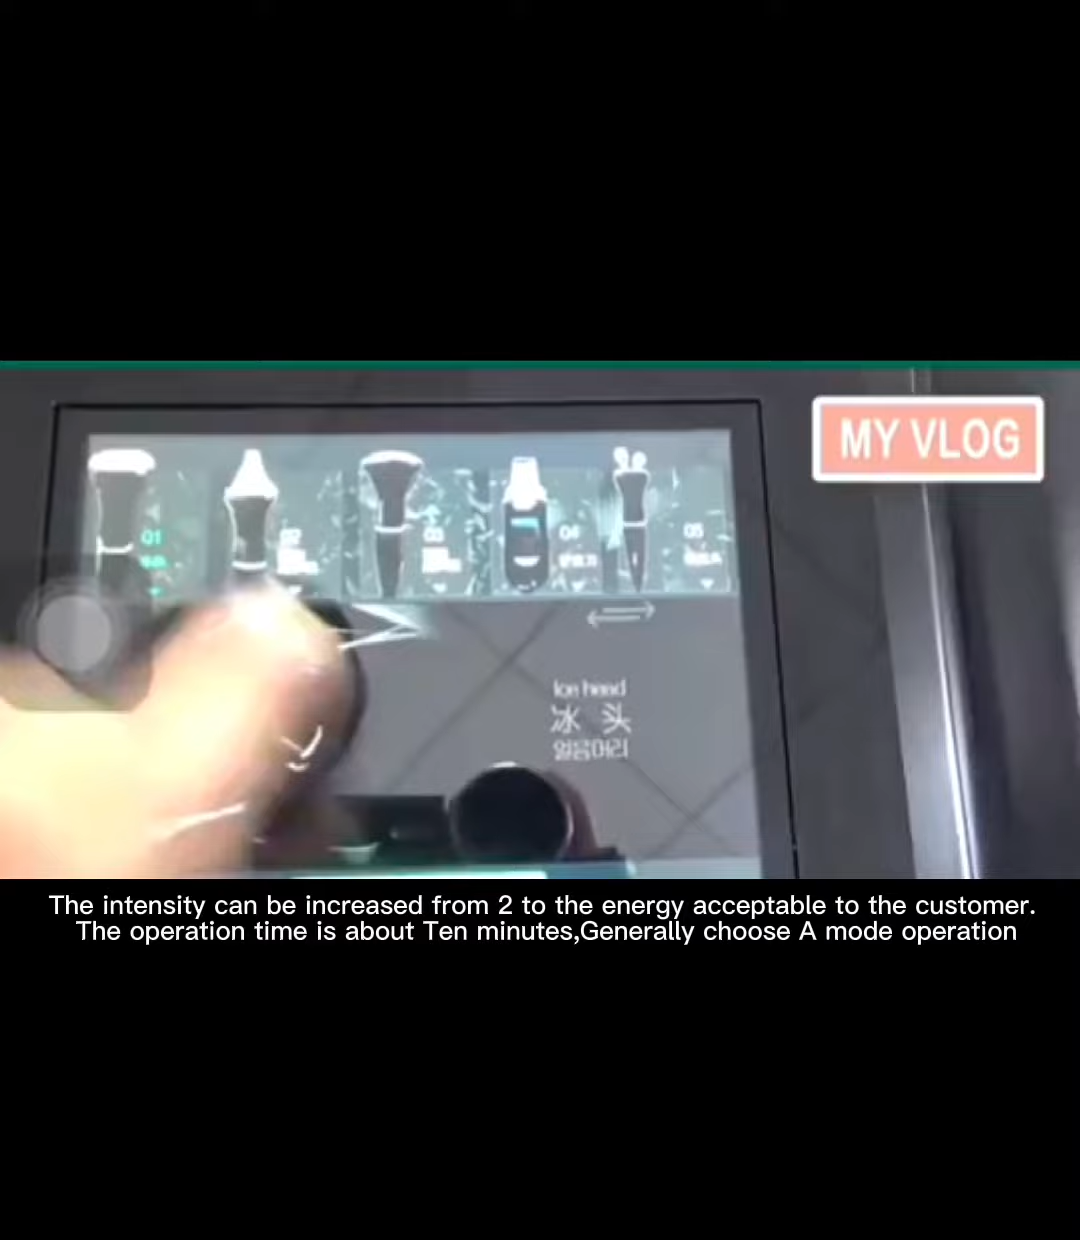 MY VLOG
01
02
03
04
05
Ice head
冰 头
얼음머리
The intensity can be increased from 2 to the energy acceptable to the customer.
The operation time is about Ten minutes,Generally choose A mode operation